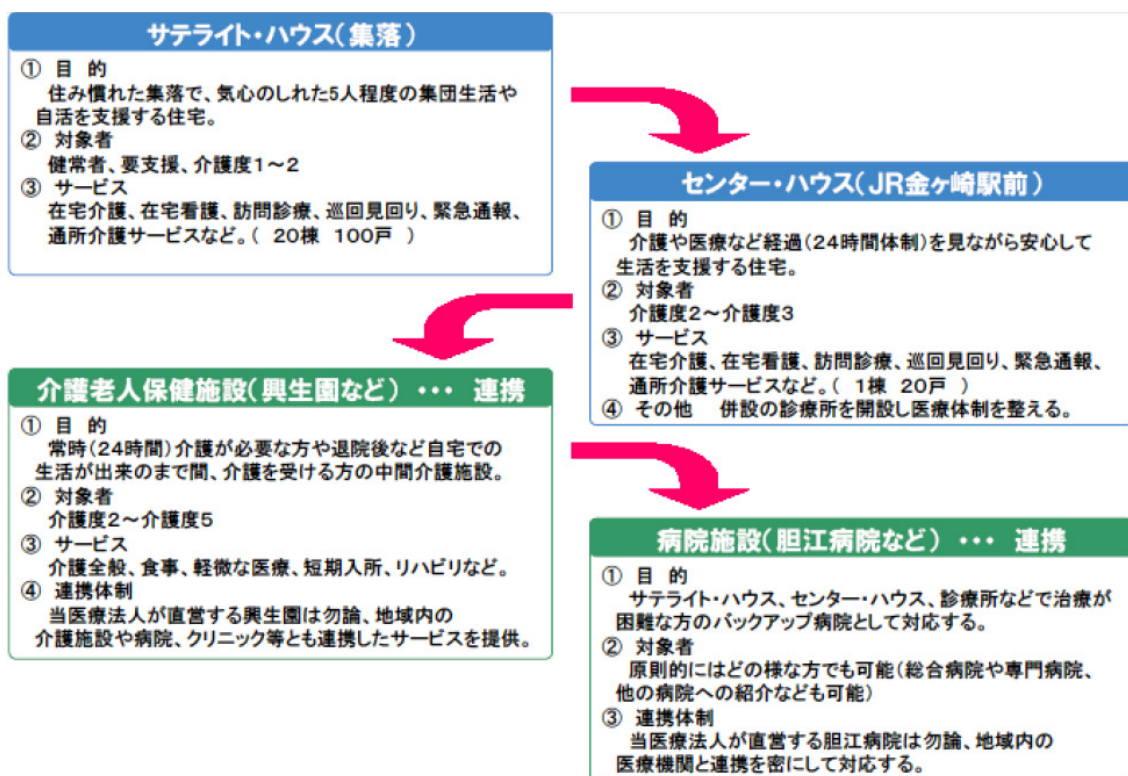 サテライト・ハウス(集落)
① 目 的
住み慣れた集落で、気心のしれた5人程度の集団生活や
自活を支援する住宅。
② 対象者
健常者、要支援、介護度1~2
③ サービス
在宅介護、在宅看護、訪問診療、巡回見回り、緊急通報、
通所介護サービスなど。( 20棟 100戸 )
センター・ハウス(JR金ヶ崎駅前)
① 目 的
介護や医療など経過(24時間体制)を見ながら安心して
生活を支援する住宅。
② 対象者
介護度2~介護度3
③ サービス
在宅介護、在宅看護、訪問診療、巡回見回り、緊急通報、
通所介護サービスなど。( 1棟 20戸 )
④ その他 併設の診療所を開設し医療体制を整える。
介護老人保健施設(興生園など) ・・・ 連携
① 目 的
常時(24時間)介護が必要な方や退院後など自宅での
生活が出来のまで間、介護を受ける方の中間介護施設。
② 対象者
介護度2~介護度5
③ サービス
介護全般、食事、軽微な医療、短期入所、リハビリなど。
④ 連携体制
当医療法人が直営する興生園は勿論、地域内の
介護施設や病院、クリニック等とも連携したサービスを提供。
病院施設(胆江病院など) ・・・ 連携
① 目 的
サテライト・ハウス、センター・ハウス、診療所などで治療が
困難な方のバックアップ病院として対応する。
② 対象者
原則的にはどの様な方でも可能(総合病院や専門病院、
他の病院への紹介なども可能)
③ 連携体制
当医療法人が直営する胆江病院は勿論、地域内の
医療機関と連携を密にして対応する。